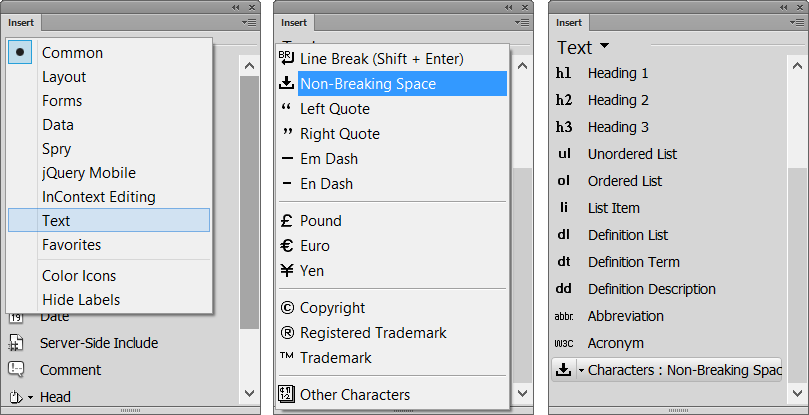 Insert
Common
Layout
Forms
Data
Spry
jQuery Mobile
InContext Editing
Text
Favorites
Color Icons
Hide Labels
19 Date
Server-Side Include
Comment
Head
Insert
BR Line Break (Shift + Enter)
Non-Breaking Space
“ Left Quote
” Right Quote
— Em Dash
– En Dash
£ Pound
€ Euro
¥ Yen
© Copyright
® Registered Trademark
TM Trademark
Other Characters
Insert
Text
h1 Heading 1
h2 Heading 2
h3 Heading 3
ul Unordered List
ol Ordered List
li List Item
dl Definition List
dt Definition Term
dd Definition Description
abbr. Abbreviation
W3C Acronym
Characters : Non-Breaking Spac